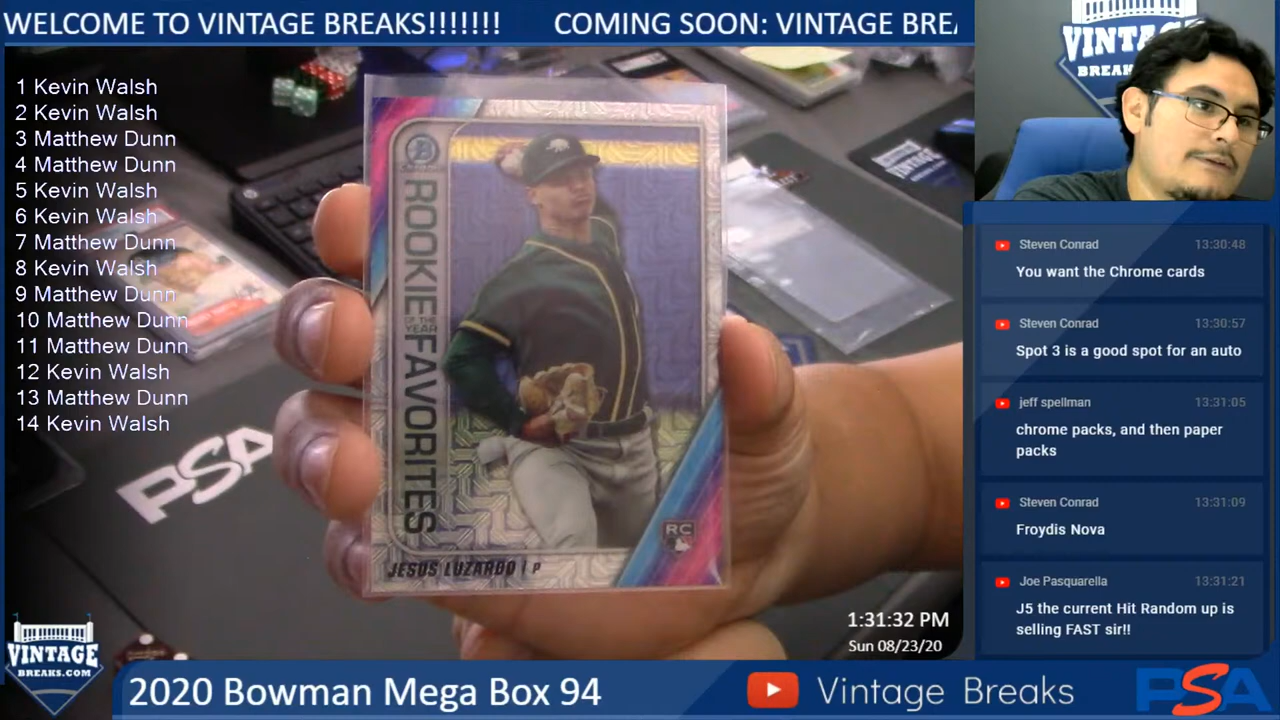 WELCOME TO VINTAGE BREAKS!!!!!!! COMING SOON: VINTAGE BREA
1 Kevin Walsh
2 Kevin Walsh
3 Matthew Dunn
4 Matthew Dunn
5 Kevin Walsh
6 Kevin Walsh
7 Matthew Dunn
8 Kevin Walsh
9 Matthew Dunn
10 Matthew Dunn
11 Matthew Dunn
12 Kevin Walsh
13 Matthew Dunn
14 Kevin Walsh
PSA
ROOKIE
OF THE
YEAR
FAVORITES
RC
JESUS LUZARDO | P
VINTAGE
BREAKS
Steven Conrad 13:30:48
You want the Chrome cards
Steven Conrad 13:30:57
Spot 3 is a good spot for an auto
jeff spellman 13:31:05
chrome packs, and then paper
packs
Steven Conrad 13:31:09
Froydis Nova
Joe Pasquarella 13:31:21
J5 the current Hit Random up is
selling FAST sir!!
1:31:32 PM
Sun 08/23/20
VINTAGE
BREAKS.COM
2020 Bowman Mega Box 94
Vintage Breaks
PSA